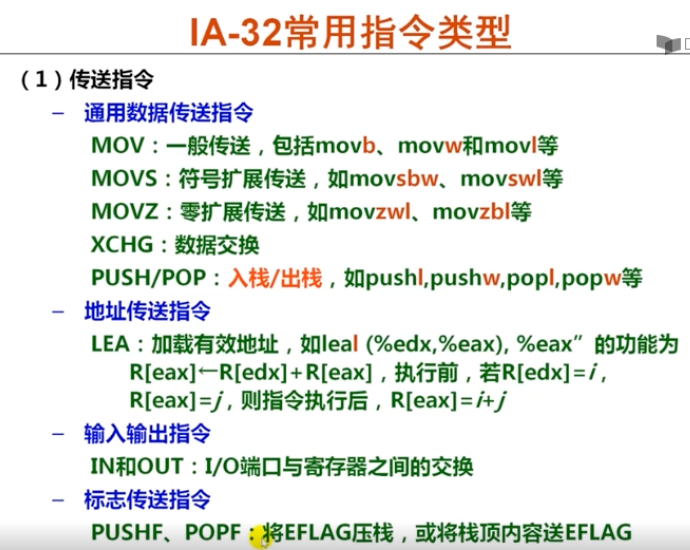 IA-32常用指令类型
（1）传送指令
– 通用数据传送指令
MOV：一般传送，包括movb、movw和movl等
MOVS：符号扩展传送，如movsbw、movswl等
MOVZ：零扩展传送，如movzwl、movzbl等
XCHG：数据交换
PUSH/POP：入栈/出栈，如pushl,pushw,popl,popw等
– 地址传送指令
LEA：加载有效地址，如leal (%edx,%eax), %eax”的功能为
R[eax]←R[edx]+R[eax]，执行前，若R[edx]=i，
R[eax]=j，则指令执行后，R[eax]=i+j
– 输入输出指令
IN和OUT：I/O端口与寄存器之间的交换
– 标志传送指令
PUSHF、POPF：将EFLAG压栈，或将栈顶内容送EFLAG